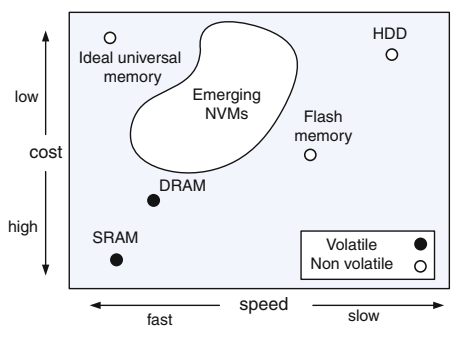 HDD
Ideal universal
memory
low
Emerging
NVMs
Flash
memory
cost
DRAM
high
SRAM
Volatile
Non volatile
speed
fast
slow